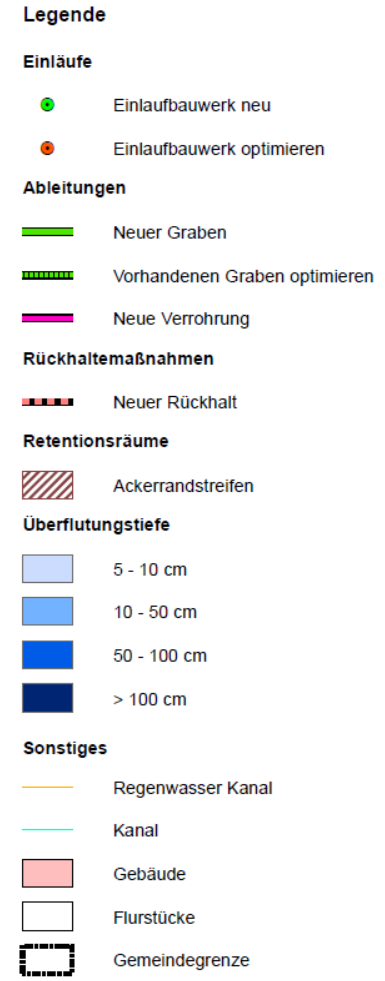 Legende
Einläufe
Einlaufbauwerk neu
Einlaufbauwerk optimieren
Ableitungen
Neuer Graben
Vorhandenen Graben optimieren
Neue Verrohrung
Rückhaltemaßnahmen
Neuer Rückhalt
Retentionsräume
Ackerrandstreifen
Überflutungstiefe
5 - 10 cm
10 - 50 cm
50 - 100 cm
> 100 cm
Sonstiges
Regenwasser Kanal
Kanal
Gebäude
Flurstücke
Gemeindegrenze